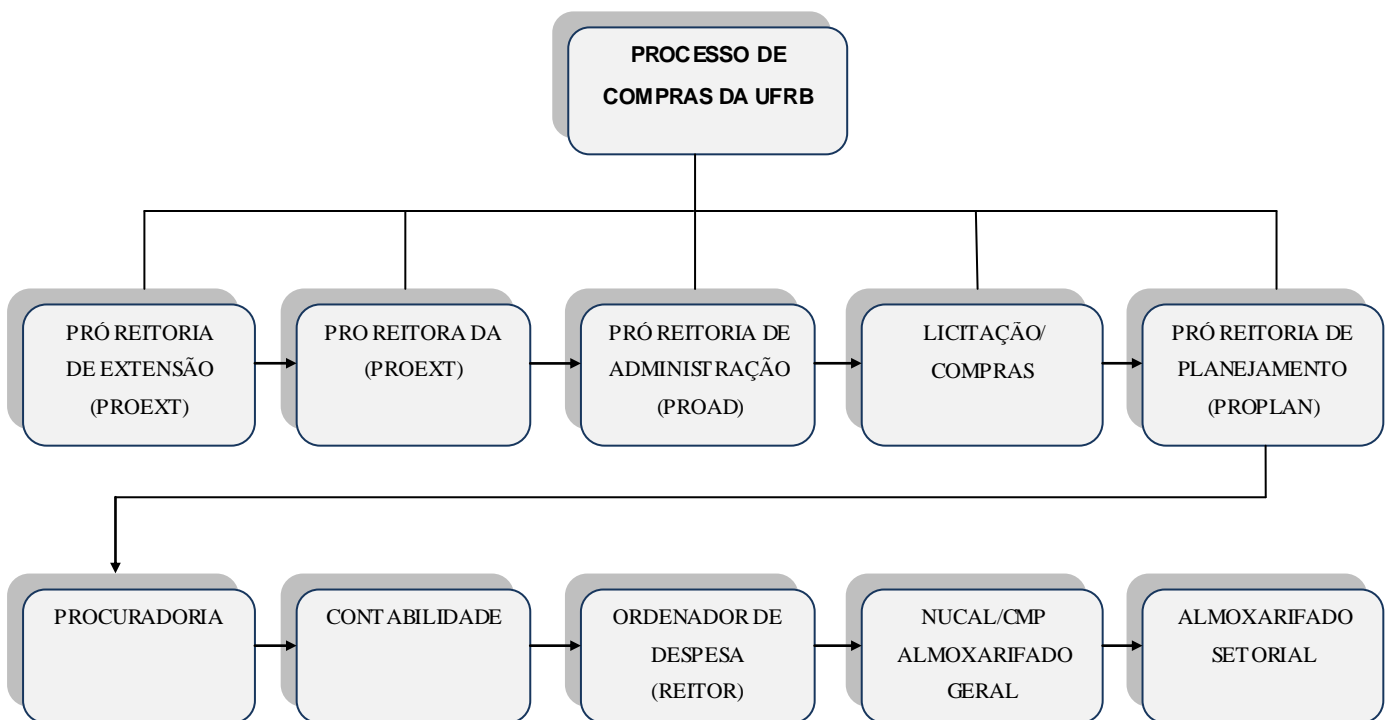 PROCESSO DE
COMPRAS DA UFRB
PRÓ REITORIA
DE EXTENSÃO
(PROEXT)
PRO REITORA DA
(PROEXT)
PRÓ REITORIA DE
ADMINISTRAÇÃO
(PROAD)
LICITAÇÃO/
COMPRAS
PRÓ REITORIA DE
PLANEJAMENTO
(PROPLAN)
PROCURADORIA
CONTABILIDADE
ORDENADOR DE
DESPESA
(REITOR)
NUCAL/CMP
ALMOXARIFADO
GERAL
ALMOXARIFADO
SETORIAL